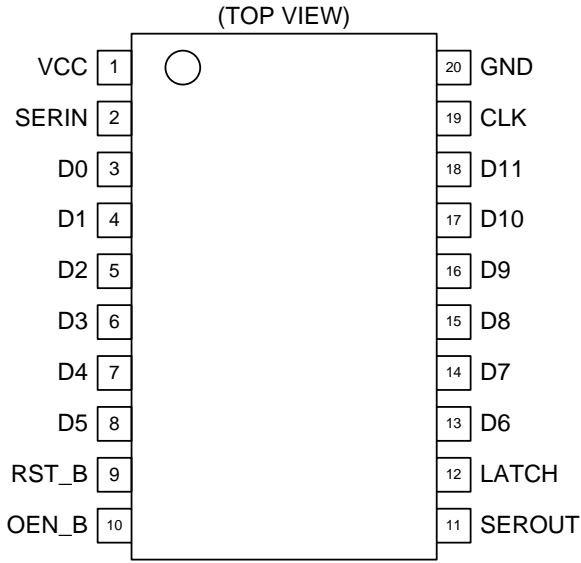 (TOP VIEW)
VCC 1 20 GND
SERIN 2 19 CLK
D0 3 18 D11
D1 4 17 D10
D2 5 16 D9
D3 6 15 D8
D4 7 14 D7
D5 8 13 D6
RST_B 9 12 LATCH
OEN_B 10 11 SEROUT